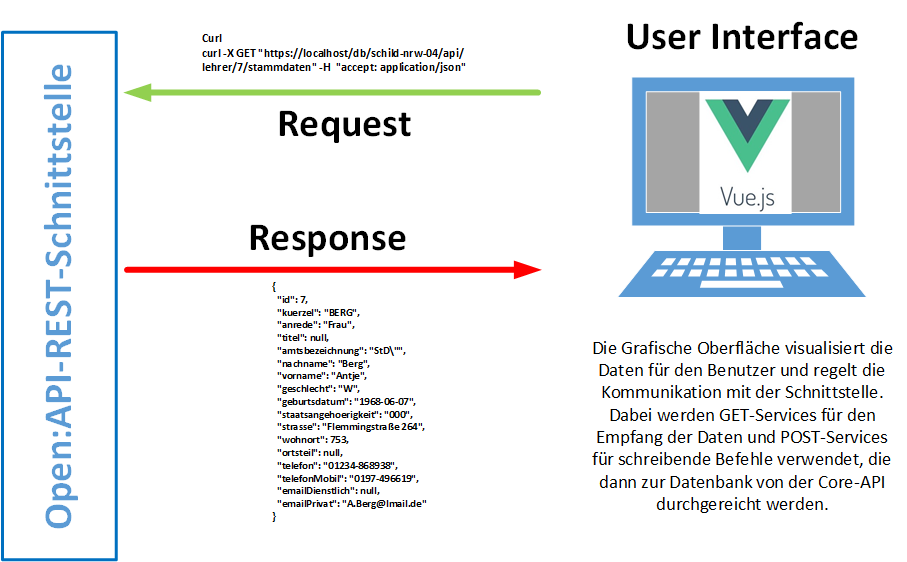 Open:API-REST-Schnittstelle
Curl
curl -X GET "https://localhost/db/schild-nrw-04/api/
lehrer/7/stammdaten" -H "accept: application/json"
Request
Response
{
"id": 7,
"kuerzel": "BERG",
"anrede": "Frau",
"titel": null,
"amtsbezeichnung": "StD\"",
"nachname": "Berg",
"vorname": "Antje",
"geschlecht": "W",
"geburtsdatum": "1968-06-07",
"staatsangehoerigkeit": "000",
"strasse": "Flemmingstraße 264",
"wohnort": 753,
"ortsteil": null,
"telefon": "01234-868938",
"telefonMobil": "0197-496619",
"emailDienstlich": null,
"emailPrivat": "A.Berg@lmail.de"
}
User Interface
Vue.js
Die Grafische Oberfläche visualisiert die
Daten für den Benutzer und regelt die
Kommunikation mit der Schnittstelle.
Dabei werden GET-Services für den
Empfang der Daten und POST-Services
für schreibende Befehle verwendet, die
dann zur Datenbank von der Core-API
durchgereicht werden.